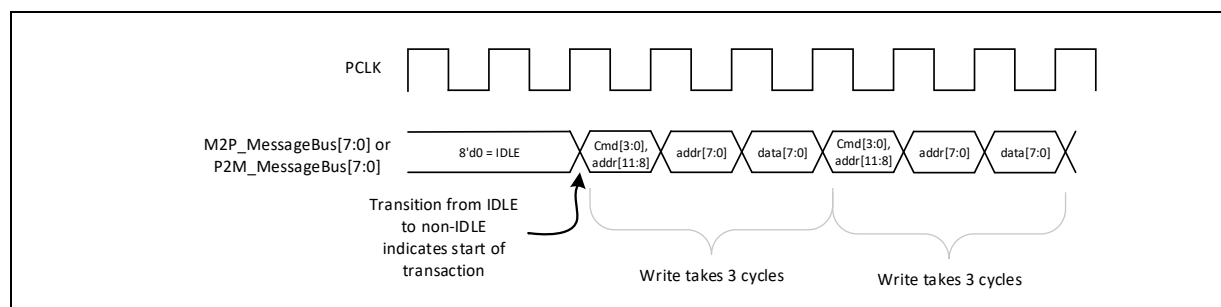 PCLK
M2P_MessageBus[7:0] or
P2M_MessageBus[7:0]
8'd0 = IDLE
Cmd[3:0],
addr[11:8]
addr[7:0]
data[7:0]
Cmd[3:0],
addr[11:8]
addr[7:0]
data[7:0]
Transition from IDLE
to non-IDLE
indicates start of
transaction
Write takes 3 cycles
Write takes 3 cycles